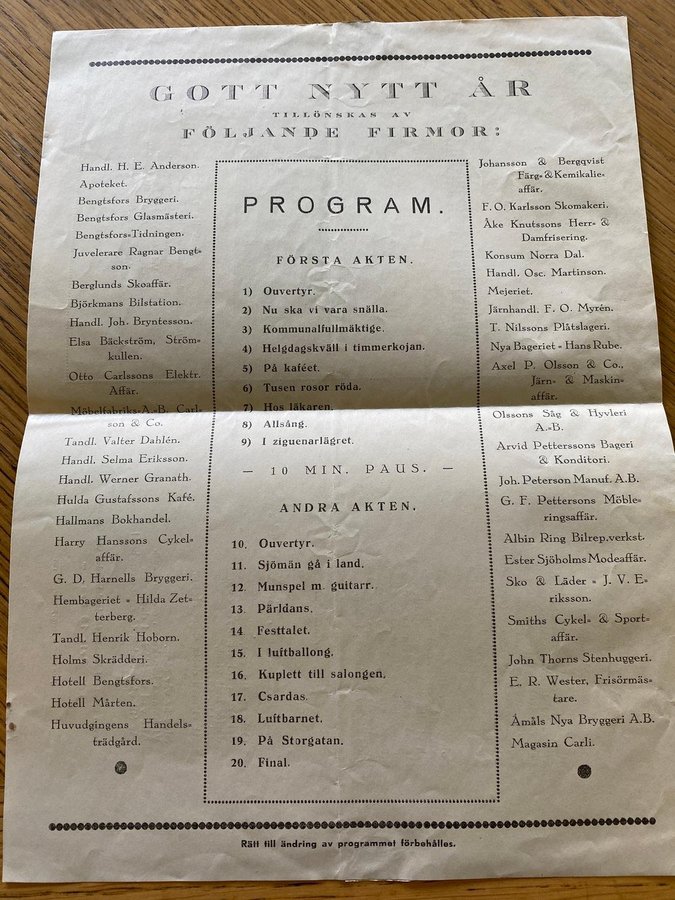 GOTT NYTT ÅR
TILLÖNSKAS AV
FÖLJANDE FIRMOR:
Handl. H. E. Anderson.
Apoteket.
Bengtsfors Bryggeri.
Bengtsfors Glasmästeri.
Bengtsfors=Tidningen.
Juvelerare Ragnar Bengt=
son.
Berglunds Skoaffär.
Björkmans Bilstation.
Handl. Joh. Bryntesson.
Elsa Bäckström, Ström=
kullen.
Otto Carlssons Elektr.
Affär.
Möbelfabriks=A.=B. Carl=
son & Co.
Tandl. Valter Dahlén.
Handl. Selma Eriksson.
Handl. Werner Granath.
Hulda Gustafssons Kafé.
Hallmans Bokhandel.
Harry Hanssons Cykel=
affär.
G. D. Harnells Bryggeri.
Hembageriet = Hilda Zet=
terberg.
Tandl. Henrik Hoborn.
Holms Skrädderi.
Hotell Bengtsfors.
Hotell Mårten.
Huvudgingens Handels=
trädgård.
PROGRAM.
FÖRSTA AKTEN.
1) Ouvertyr.
2) Nu ska vi vara snälla.
3) Kommunalfullmäktige.
4) Helgdagskväll i timmerkojan.
5) På kaféet.
6) Tusen rosor röda.
7) Hos läkaren.
8) Allsång.
9) I ziguenarlägret.
— 10 MIN. PAUS. —
ANDRA AKTEN.
10. Ouvertyr.
11. Sjömän gå i land.
12. Munspel m. guitarr.
13. Pärldans.
14. Festtalet.
15. I luftballong.
16. Kuplett till salongen.
17. Csardas.
18. Luftbarnet.
19. På Storgatan.
20. Final.
Johansson & Bergqvist
Färg= & Kemikalie=
affär.
F. O. Karlsson Skomakeri.
Åke Knutssons Herr= &
Damfrisering.
Konsum Norra Dal.
Handl. Osc. Martinson.
Mejeriet.
Järnhandl. F. O. Myrén.
T. Nilssons Plåtslageri.
Nya Bageriet = Hans Rube.
Axel P. Olsson & Co.,
Järn= & Maskin=
affär.
Olssons Såg & Hyvleri
A.=B.
Arvid Petterssons Bageri
& Konditori.
Joh. Peterson Manuf. A.B.
G. F. Pettersons Möble=
ringsaffär.
Albin Ring Bilrep.verkst.
Ester Sjöholms Modeaffär.
Sko & Läder = J. V. E=
riksson.
Smiths Cykel= & Sport=
affär.
John Thorns Stenhuggeri.
E. R. Wester, Frisörmäs=
tare.
Åmåls Nya Bryggeri A.B.
Magasin Carli.
Rätt till ändring av programmet förbehålles.